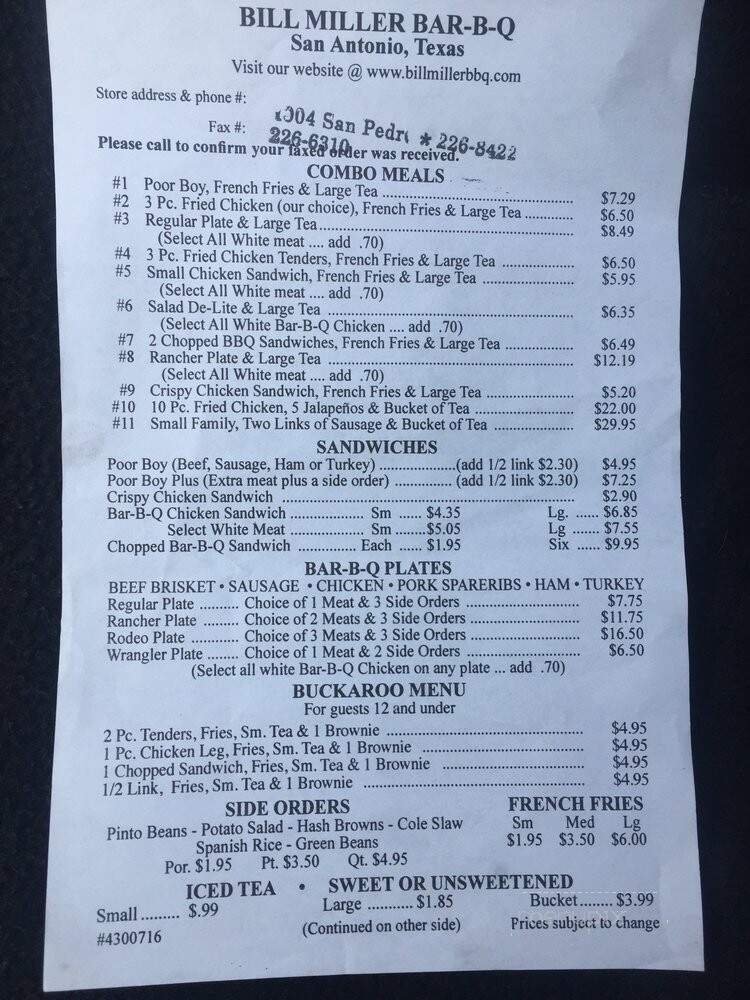 BILL MILLER BAR-B-Q
San Antonio, Texas
Visit our website @ www.billmillerbbq.com
Store address & phone #:
004 San Pedro * 226-8422
Fax #: 226-6310
Please call to confirm your faxed order was received.
COMBO MEALS
#1 Poor Boy, French Fries & Large Tea ........ $7.29
#2 3 Pc. Fried Chicken (our choice), French Fries & Large Tea ........ $6.50
#3 Regular Plate & Large Tea ........ $8.49
(Select All White meat .... add .70)
#4 3 Pc. Fried Chicken Tenders, French Fries & Large Tea ........ $6.50
#5 Small Chicken Sandwich, French Fries & Large Tea ........ $5.95
(Select All White meat .... add .70)
#6 Salad De-Lite & Large Tea ........ $6.35
(Select All White Bar-B-Q Chicken .... add .70)
#7 2 Chopped BBQ Sandwiches, French Fries & Large Tea ........ $6.49
#8 Rancher Plate & Large Tea ........ $12.19
(Select All White meat .... add .70)
#9 Crispy Chicken Sandwich, French Fries & Large Tea ........ $5.20
#10 10 Pc. Fried Chicken, 5 Jalapeños & Bucket of Tea ........ $22.00
#11 Small Family, Two Links of Sausage & Bucket of Tea ........ $29.95
SANDWICHES
Poor Boy (Beef, Sausage, Ham or Turkey) ........ (add 1/2 link $2.30) $4.95
Poor Boy Plus (Extra meat plus a side order) ........ (add 1/2 link $2.30) $7.25
Crispy Chicken Sandwich ........ $2.90
Bar-B-Q Chicken Sandwich ........ Sm ...... $4.35 Lg. ...... $6.85
Select White Meat ........ Sm ........ $5.05 Lg ...... $7.55
Chopped Bar-B-Q Sandwich ........ Each ...... $1.95 Six ...... $9.95
BAR-B-Q PLATES
BEEF BRISKET • SAUSAGE • CHICKEN • PORK SPARERIBS • HAM • TURKEY
Regular Plate .......... Choice of 1 Meat & 3 Side Orders ........ $7.75
Rancher Plate ......... Choice of 2 Meats & 3 Side Orders ........ $11.75
Rodeo Plate ............ Choice of 3 Meats & 3 Side Orders ........ $16.50
Wrangler Plate ........ Choice of 1 Meat & 2 Side Orders ........ $6.50
(Select all white Bar-B-Q Chicken on any plate ... add .70)
BUCKAROO MENU
For guests 12 and under
2 Pc. Tenders, Fries, Sm. Tea & 1 Brownie ........ $4.95
1 Pc. Chicken Leg, Fries, Sm. Tea & 1 Brownie ........ $4.95
1 Chopped Sandwich, Fries, Sm. Tea & 1 Brownie ........ $4.95
1/2 Link, Fries, Sm. Tea & 1 Brownie ........ $4.95
SIDE ORDERS
Pinto Beans - Potato Salad - Hash Browns - Cole Slaw
Spanish Rice - Green Beans
Por. $1.95 Pt. $3.50 Qt. $4.95
FRENCH FRIES
Sm Med Lg
$1.95 $3.50 $6.00
ICED TEA • SWEET OR UNSWEETENED
Small ......... $.99 Large ........... $1.85 Bucket ........ $3.99
#4300716 (Continued on other side) Prices subject to change